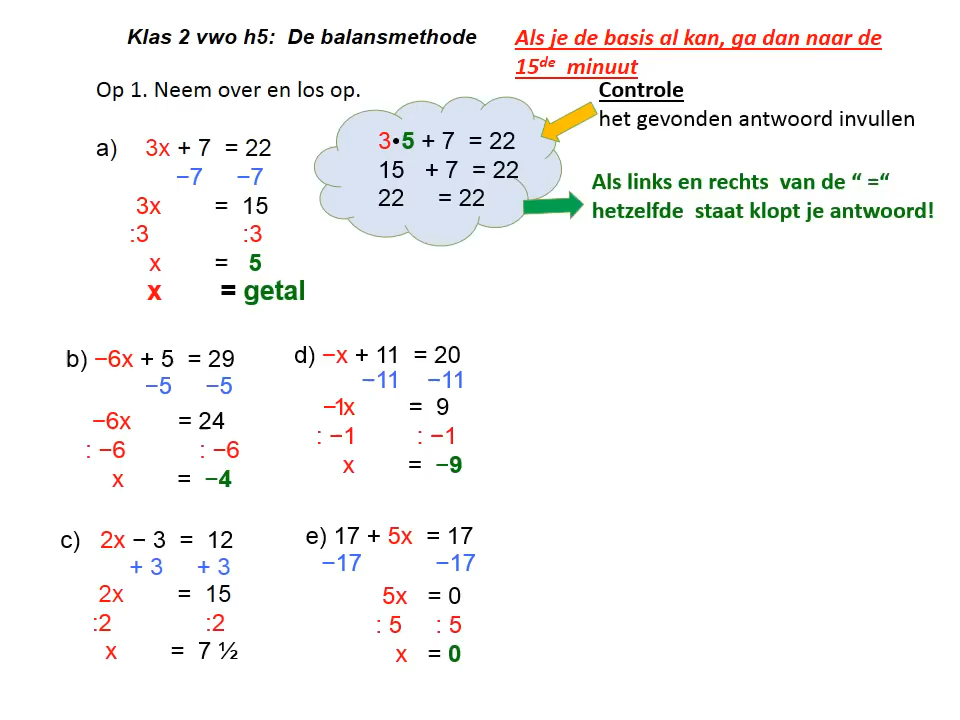 Klas 2 vwo h5: De balansmethode
Als je de basis al kan, ga dan naar de
15de minuut
Op 1. Neem over en los op.
Controle
het gevonden antwoord invullen
3•5 + 7 = 22
15 + 7 = 22
22 = 22
Als links en rechts van de “ =“
hetzelfde staat klopt je antwoord!
a) 3x + 7 = 22
−7 −7
3x = 15
:3 :3
x = 5
x = getal
b) −6x + 5 = 29
−5 −5
−6x = 24
: −6 : −6
x = −4
d) −x + 11 = 20
−11 −11
−1x = 9
: −1 : −1
x = −9
c) 2x − 3 = 12
+ 3 + 3
2x = 15
:2 :2
x = 7 ½
e) 17 + 5x = 17
−17 −17
5x = 0
: 5 : 5
x = 0